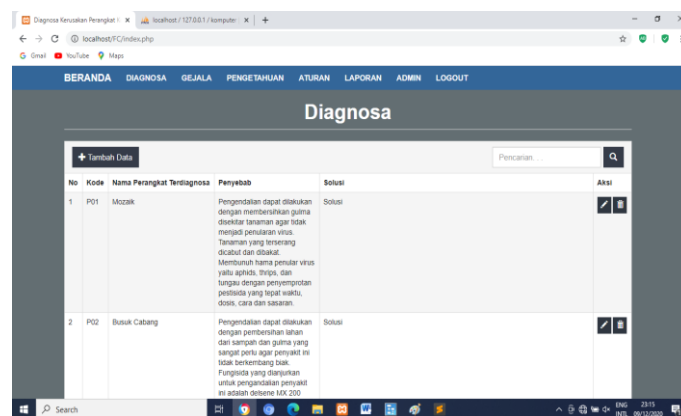 Diagnosa Kerusakan Perangkat
localhost / 127.0.0.1 / kompute
localhost/FC/index.php
Gmail YouTube Maps
BERANDA DIAGNOSA GEJALA PENGETAHUAN ATURAN LAPORAN ADMIN LOGOUT
Diagnosa
Tambah Data
Pencarian...
No Kode Nama Perangkat Terdiagnosa Penyebab Solusi Aksi
1 P01 Mozaik Pengendalian dapat dilakukan Solusi
dengan membersihkan gulma
disekitar tanaman agar tidak
menjadi penularan virus.
Tanaman yang terserang
dicabut dan dibakat.
Membunuh hama penular virus
yaitu aphids, thrips, dan
tungau dengan penyemprotan
pestisida yang tepat waktu,
dosis, cara dan sasaran.
2 P02 Busuk Cabang Pengendalian dapat dilakukan Solusi
dengan pembersihan lahan
dari sampah dan gulma yang
sangat perlu agar penyakit ini
tidak berkembang biak.
Fungisida yang dianjurkan
untuk pengandalian penyakit
ini adalah delsene MX 200
Search
ENG 23:15
INTL 09/12/2020